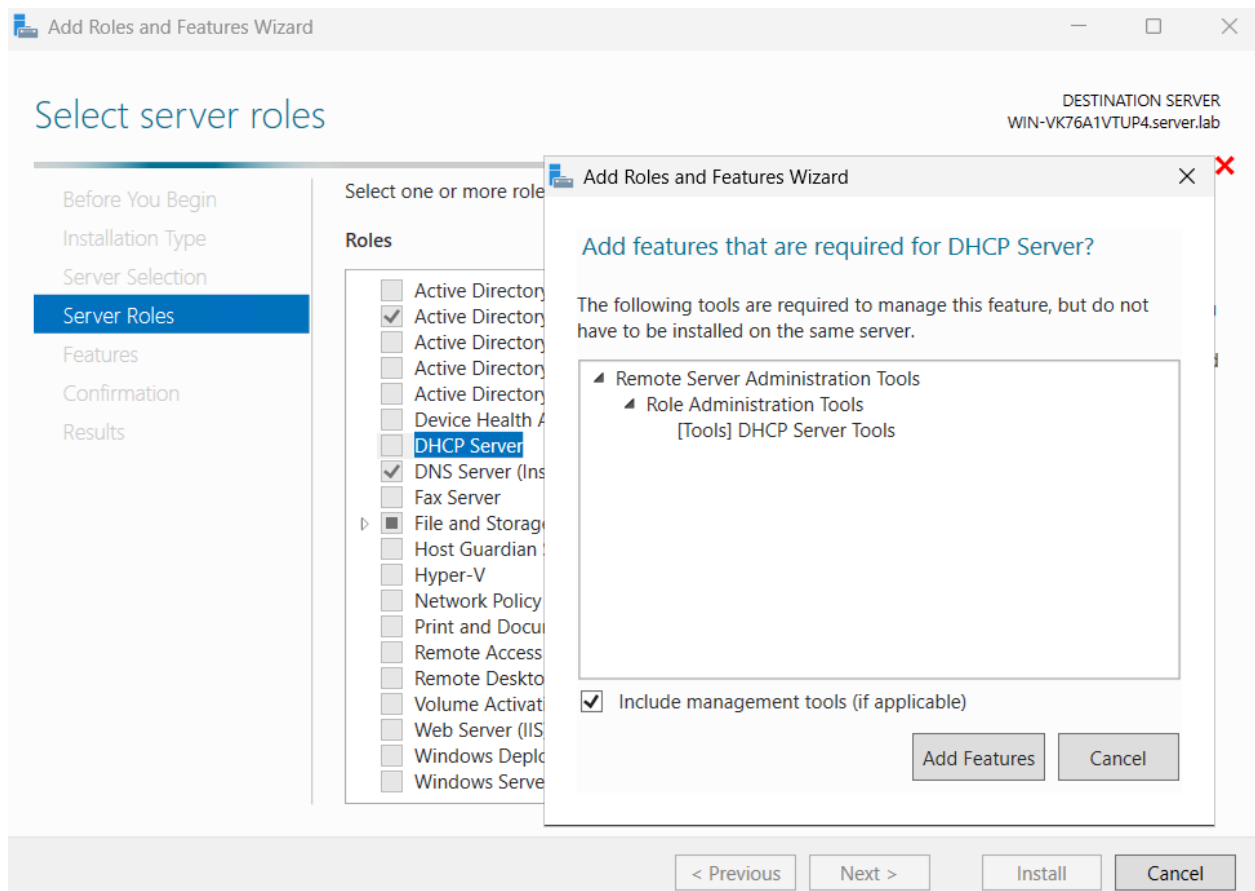 Add Roles and Features Wizard
Select server roles
DESTINATION SERVER
WIN-VK76A1VTUP4.server.lab
Before You Begin
Installation Type
Server Selection
Server Roles
Features
Confirmation
Results
Select one or more role
Roles
Active Directory
Active Directory
Active Directory
Active Directory
Active Directory
Device Health A
DHCP Server
DNS Server (Ins
Fax Server
File and Storage
Host Guardian
Hyper-V
Network Policy
Print and Docu
Remote Access
Remote Deskto
Volume Activati
Web Server (IIS
Windows Deplo
Windows Serve
Add Roles and Features Wizard
Add features that are required for DHCP Server?
The following tools are required to manage this feature, but do not
have to be installed on the same server.
Remote Server Administration Tools
Role Administration Tools
[Tools] DHCP Server Tools
Include management tools (if applicable)
Add Features
Cancel
< Previous
Next >
Install
Cancel